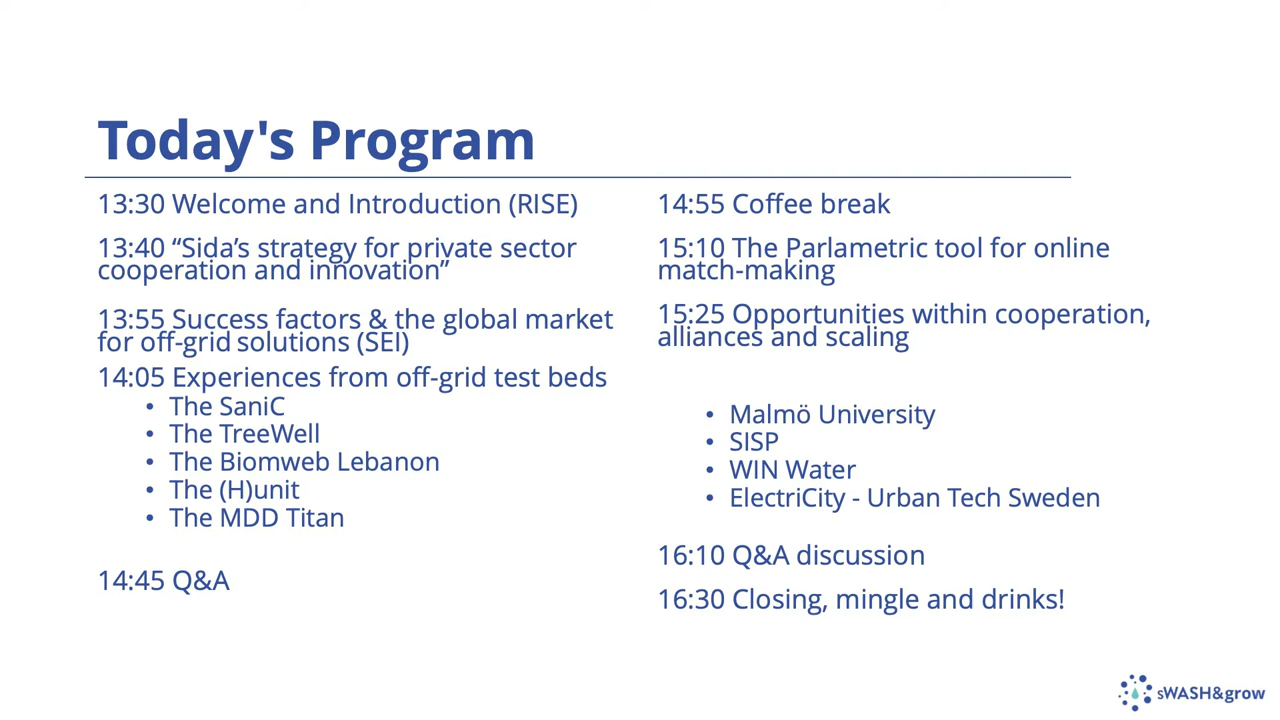 Today's Program
13:30 Welcome and Introduction (RISE)
13:40 “Sida’s strategy for private sector
cooperation and innovation”
13:55 Success factors & the global market
for off-grid solutions (SEI)
14:05 Experiences from off-grid test beds
• The SaniC
• The TreeWell
• The Biomweb Lebanon
• The (H)unit
• The MDD Titan
14:45 Q&A
14:55 Coffee break
15:10 The Parlametric tool for online
match-making
15:25 Opportunities within cooperation,
alliances and scaling
• Malmö University
• SISP
• WIN Water
• ElectriCity - Urban Tech Sweden
16:10 Q&A discussion
16:30 Closing, mingle and drinks!
sWASH&grow